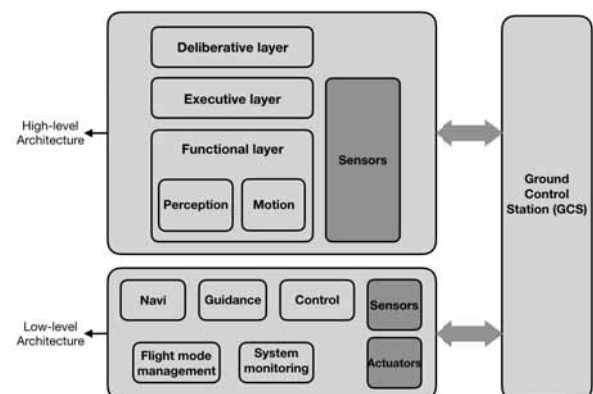 Deliberative layer
Executive layer
Functional layer
Perception
Motion
Sensors
High-level
Architecture
Ground
Control
Station (GCS)
Navi
Guidance
Control
Sensors
Low-level
Architecture
Flight mode
management
System
monitoring
Actuators